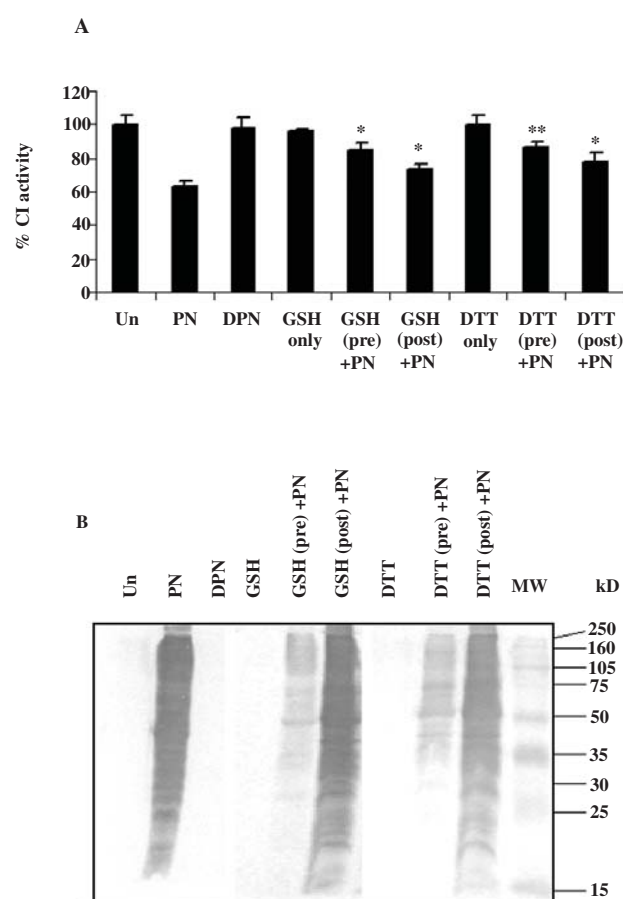 A
120
100
80
60
40
20
0
% CI activity
* * ** *
Un PN DPN GSH only GSH (pre) +PN GSH (post) +PN DTT only DTT (pre) +PN DTT (post) +PN
B
Un
PN
DPN
GSH
GSH (pre) +PN
GSH (post) +PN
DTT
DTT (pre) +PN
DTT (post) +PN
MW
kD
250
160
105
75
50
35
30
25
15